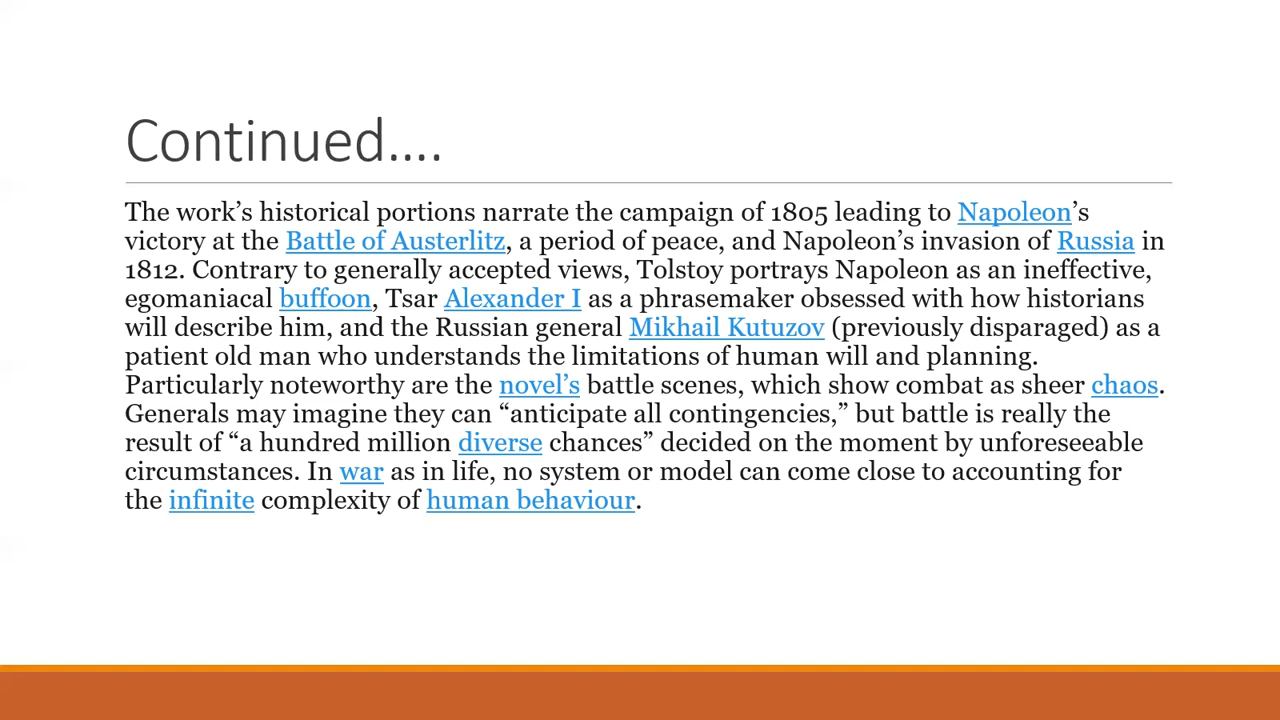 Continued….
The work’s historical portions narrate the campaign of 1805 leading to Napoleon’s
victory at the Battle of Austerlitz, a period of peace, and Napoleon’s invasion of Russia in
1812. Contrary to generally accepted views, Tolstoy portrays Napoleon as an ineffective,
egomaniacal buffoon, Tsar Alexander I as a phrasemaker obsessed with how historians
will describe him, and the Russian general Mikhail Kutuzov (previously disparaged) as a
patient old man who understands the limitations of human will and planning.
Particularly noteworthy are the novel’s battle scenes, which show combat as sheer chaos.
Generals may imagine they can “anticipate all contingencies,” but battle is really the
result of “a hundred million diverse chances” decided on the moment by unforeseeable
circumstances. In war as in life, no system or model can come close to accounting for
the infinite complexity of human behaviour.